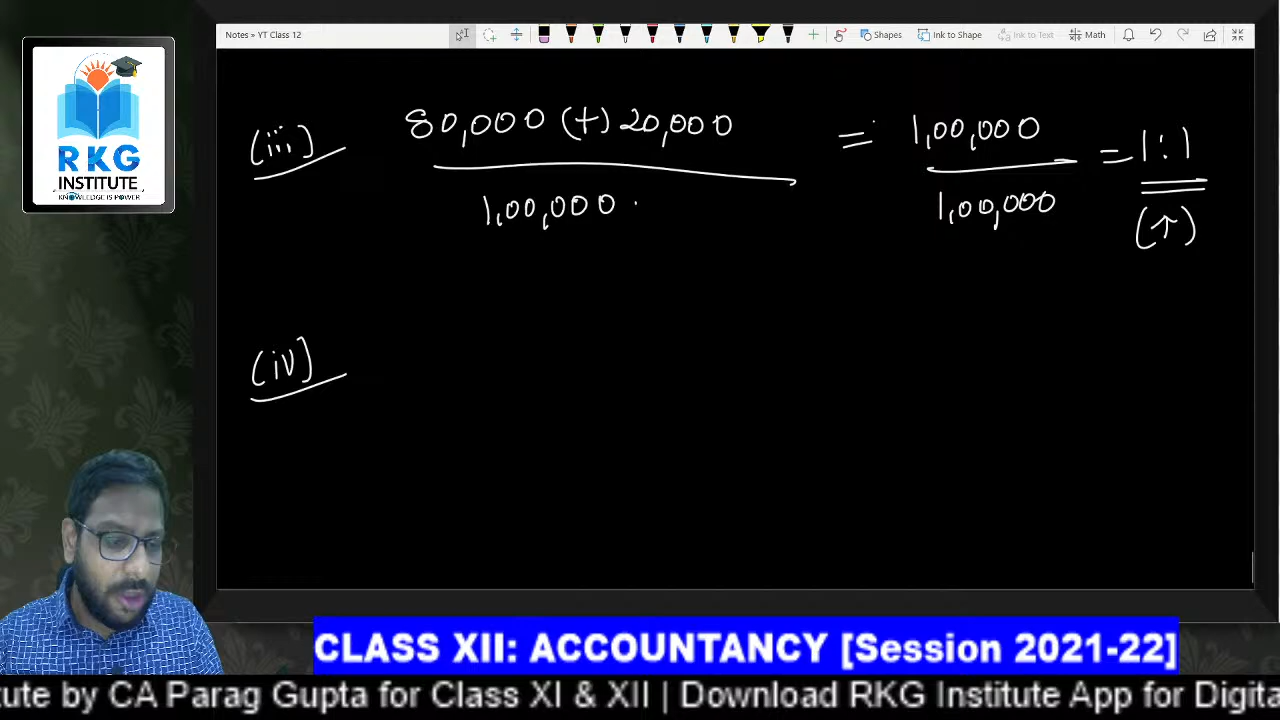 Notes » YT Class 12
Shapes
Ink to Shape
Ink to Text
Math
RKG
INSTITUTE
KNOWLEDGE IS POWER
(iii) 80,000 (+) 20,000 = 1,00,000 = 1:1
1,00,000 1,00,000 (↑)
(iv)
CLASS XII: ACCOUNTANCY [Session 2021-22]
tute by CA Parag Gupta for Class XI & XII | Download RKG Institute App for Digita